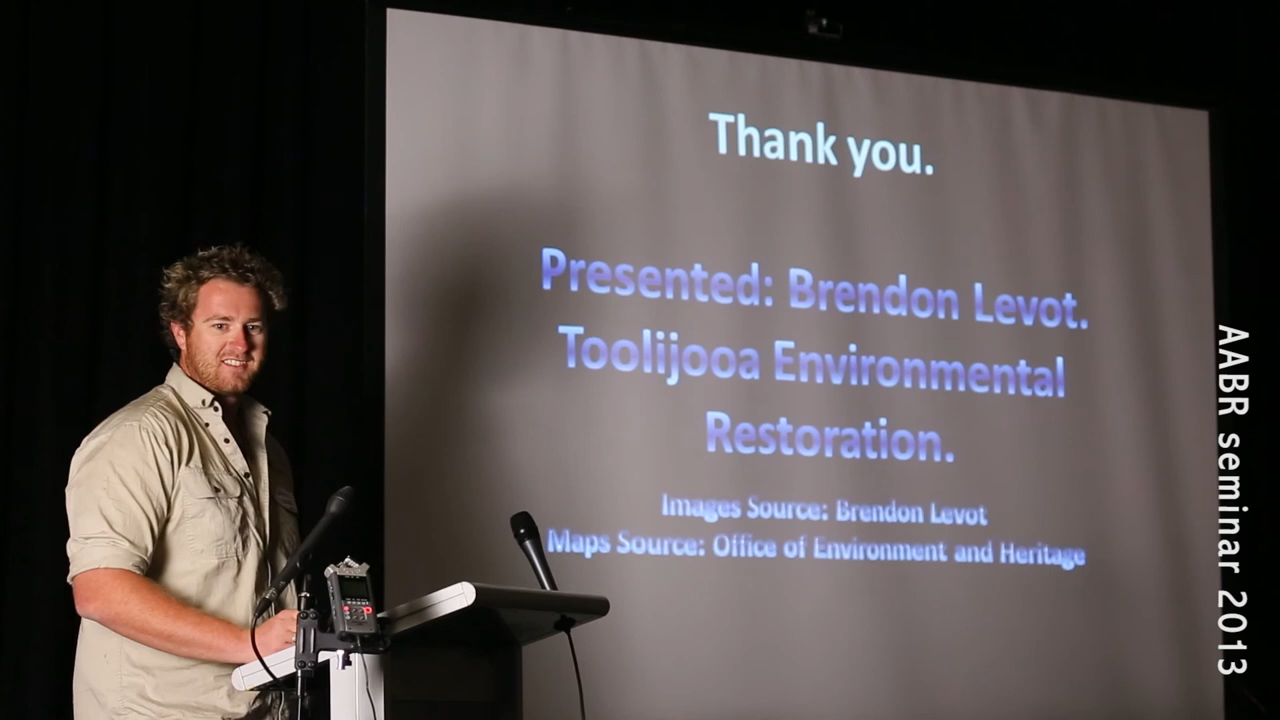 Thank you.
Presented: Brendon Levot.
Toolijooa Environmental
Restoration.
Images Source: Brendon Levot
Maps Source: Office of Environment and Heritage
AABR seminar 2013